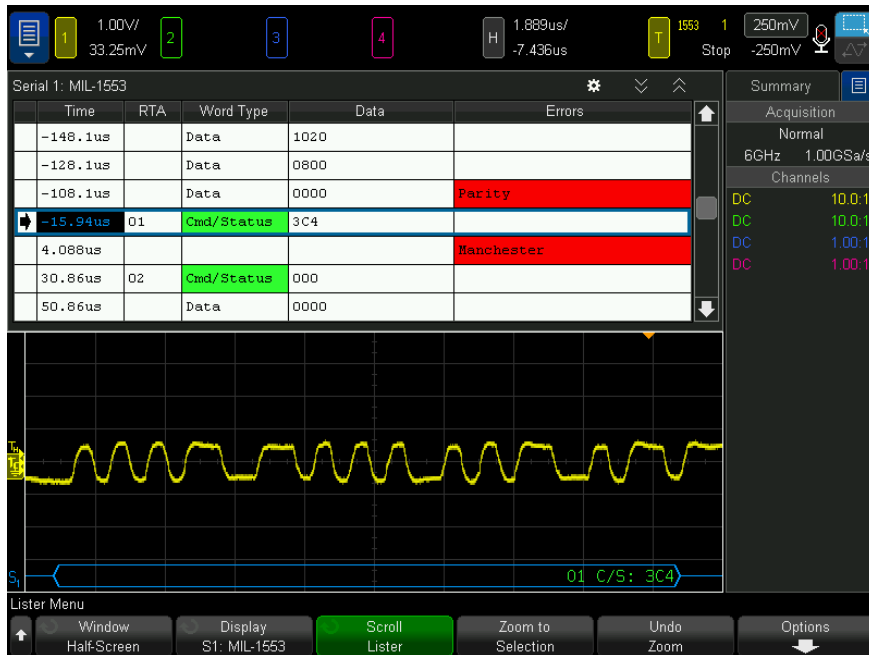 1 1.00V/ 33.25mV 2 3 4 H 1.889us/ -7.436us T 1553 1 Stop 250mV -250mV
Serial 1: MIL-1553
Time RTA Word Type Data Errors
-148.1us Data 1020
-128.1us Data 0800
-108.1us Data 0000 Parity
-15.94us 01 Cmd/Status 3C4
4.088us Manchester
30.86us 02 Cmd/Status 000
50.86us Data 0000
Summary
Acquisition
Normal
6GHz 1.00GSa/s
Channels
DC 10.0:1
DC 10.0:1
DC 1.00:1
DC 1.00:1
S1 01 C/S: 3C4
Lister Menu
Window Half-Screen
Display S1: MIL-1553
Scroll Lister
Zoom to Selection
Undo Zoom
Options